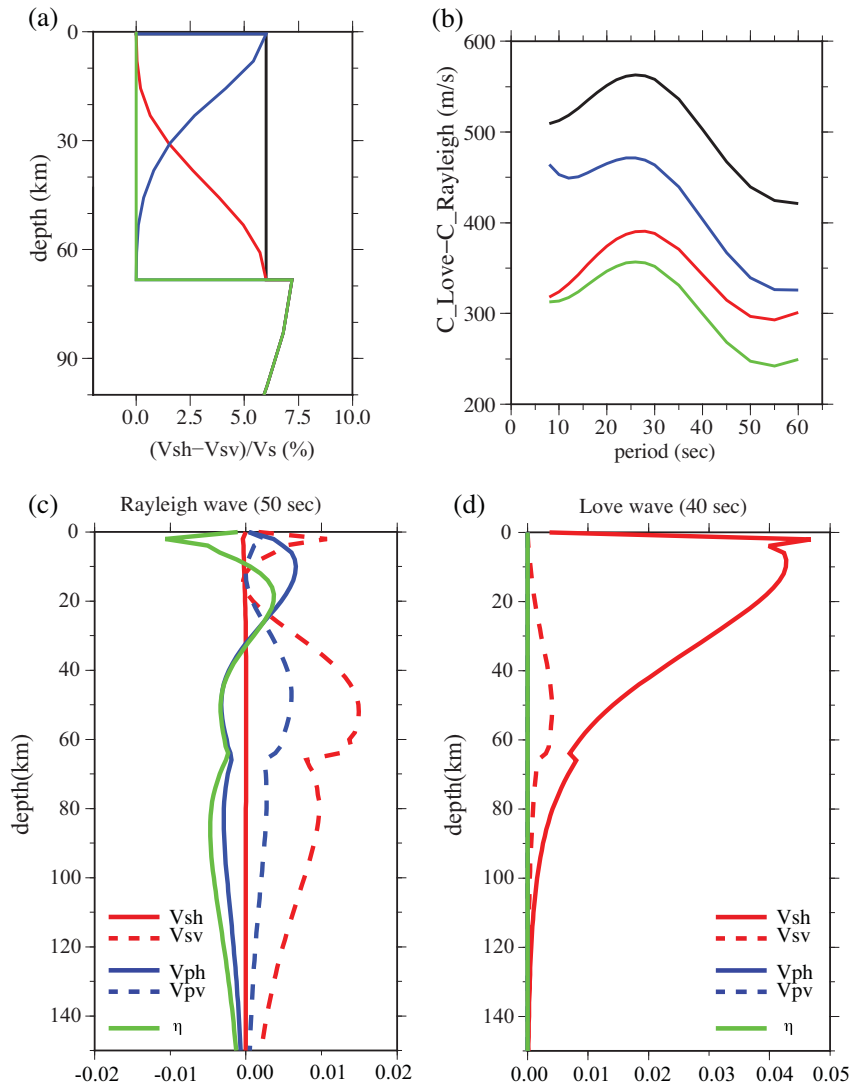 (a)
0
30
60
90
depth (km)
0.0 2.5 5.0 7.5 10.0
(Vsh−Vsv)/Vs (%)
(b)
600
500
400
300
200
C_Love−C_Rayleigh (m/s)
0 10 20 30 40 50 60
period (sec)
(c)
Rayleigh wave (50 sec)
0
20
40
60
80
100
120
140
depth(km)
Vsh
Vsv
Vph
Vpv
η
-0.02 -0.01 0.00 0.01 0.02
(d)
Love wave (40 sec)
0
20
40
60
80
100
120
140
depth(km)
Vsh
Vsv
Vph
Vpv
η
0.00 0.01 0.02 0.03 0.04 0.05